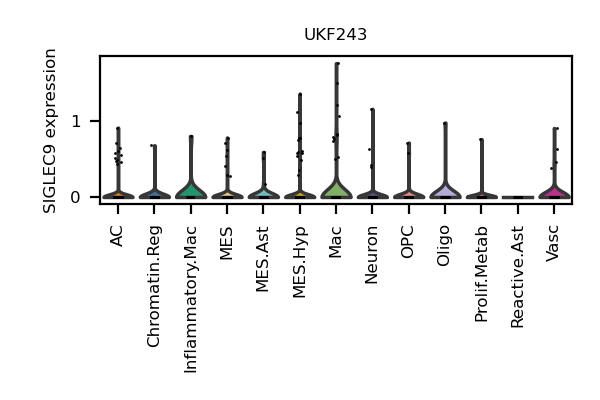 UKF243
SIGLEC9 expression
1
0
AC
Chromatin.Reg
Inflammatory.Mac
MES
MES.Ast
MES.Hyp
Mac
Neuron
OPC
Oligo
Prolif.Metab
Reactive.Ast
Vasc